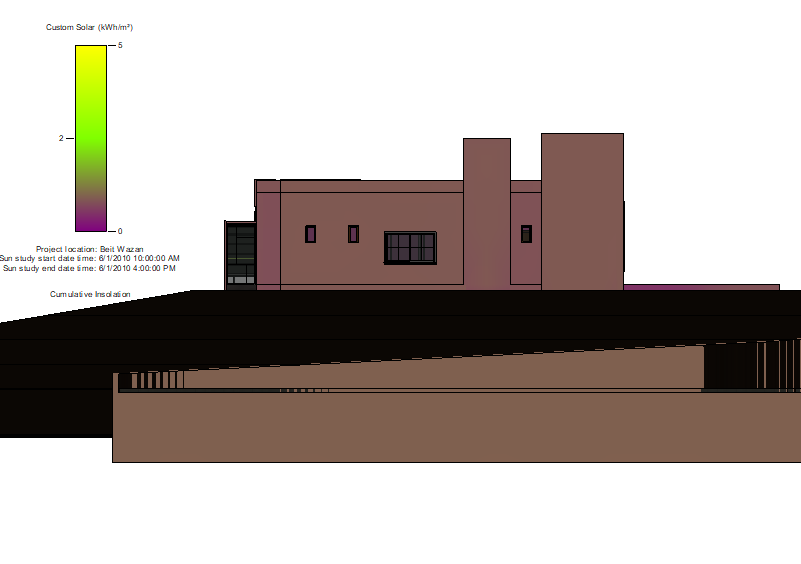 Custom Solar (kWh/m²)
5
2
0
Project location: Beit Wazan
Sun study start date time: 6/1/2010 10:00:00 AM
Sun study end date time: 6/1/2010 4:00:00 PM
Cumulative Insolation